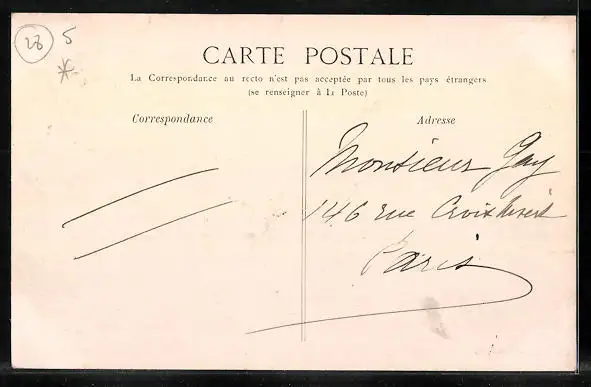 28 5
*
CARTE POSTALE
La Correspondance au recto n'est pas acceptée par tous les pays étrangers
(se renseigner à la Poste)
Correspondance
Adresse
Monsieur Gay
146 rue Croix Nivert
Paris